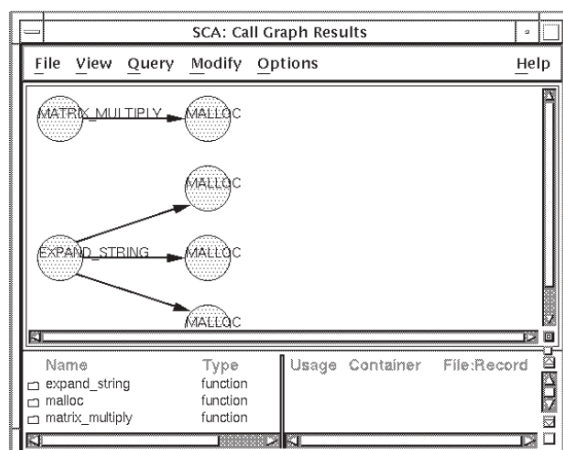 SCA: Call Graph Results
File View Query Modify Options Help
MATRIX_MULTIPLY MALLOC
MALLOC
EXPAND_STRING MALLOC
MALLOC
Name Type Usage Container File:Record
expand_string function
malloc function
matrix_multiply function